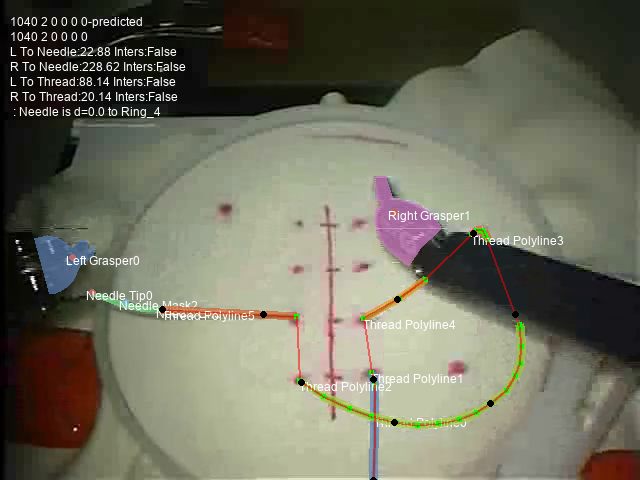 1040 2 0 0 0 0-predicted
1040 2 0 0 0 0
L To Needle:22.88 Inters:False
R To Needle:228.62 Inters:False
L To Thread:88.14 Inters:False
R To Thread:20.14 Inters:False
: Needle is d=0.0 to Ring_4
Right Grasper1
Thread Polyline3
Left Grasper0
Needle Tip0
Needle Mask2
Thread Polyline5
Thread Polyline4
Thread Polyline1
Thread Polyline2
Thread Polyline0